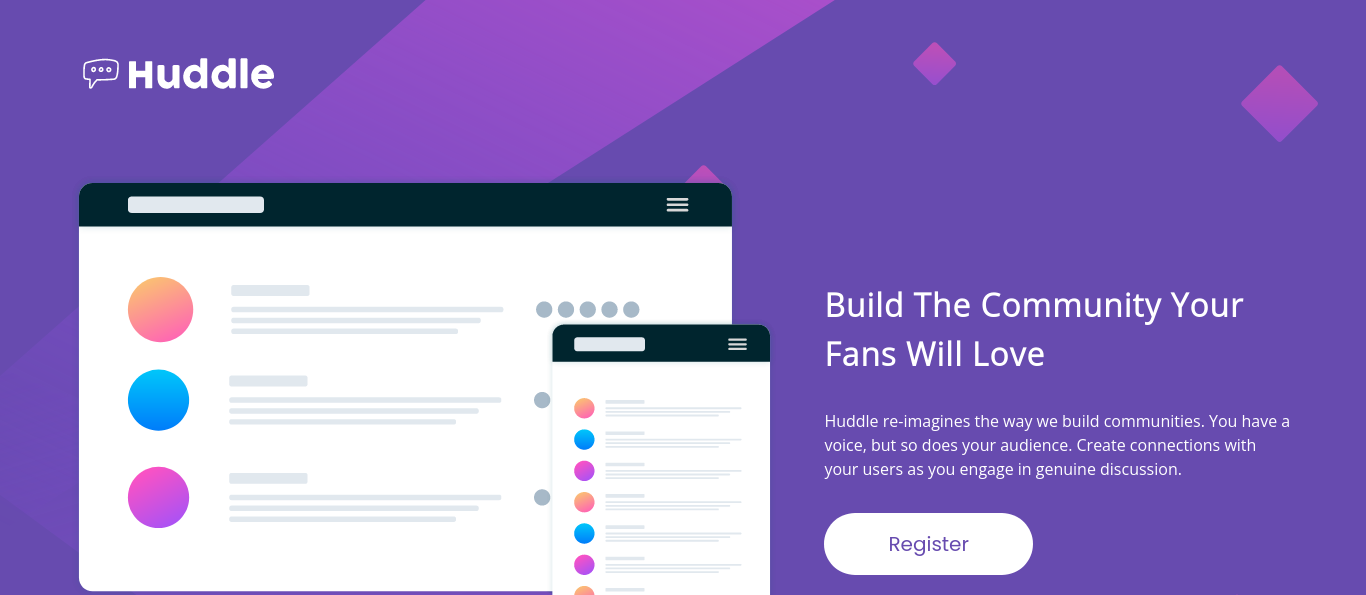 Huddle
Build The Community Your
Fans Will Love
Huddle re-imagines the way we build communities. You have a
voice, but so does your audience. Create connections with
your users as you engage in genuine discussion.
Register